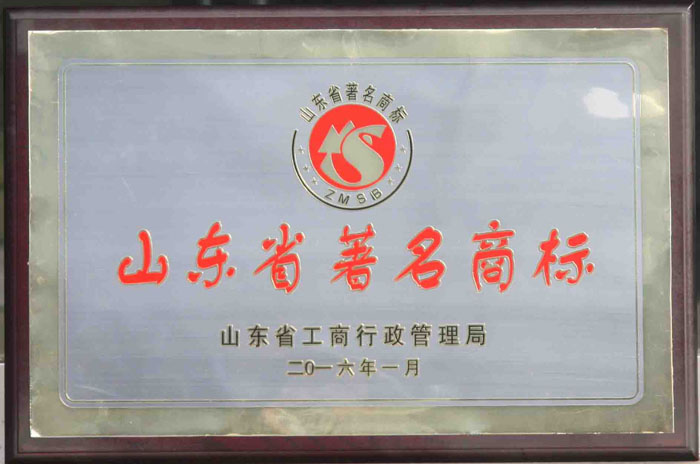 山东省著名商标
ZMSB
山东省著名商标
山东省工商行政管理局
二〇一六年一月